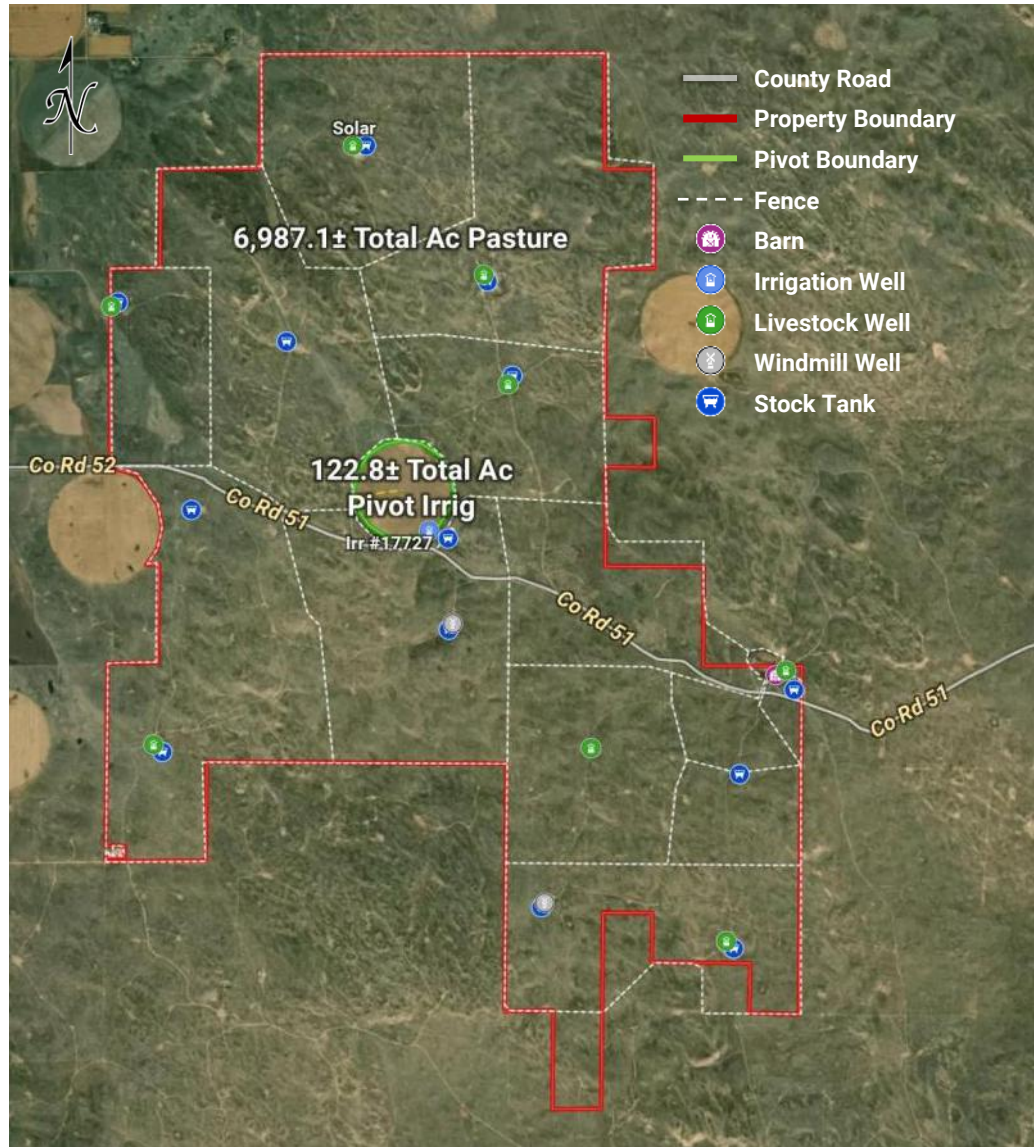 N
Solar
County Road
Property Boundary
Pivot Boundary
Fence
Barn
Irrigation Well
Livestock Well
Windmill Well
Stock Tank
6,987.1± Total Ac Pasture
Co Rd 52
Co Rd 51
122.8± Total Ac
Pivot Irrig
Irr #17727
Co Rd 51
Co Rd 51